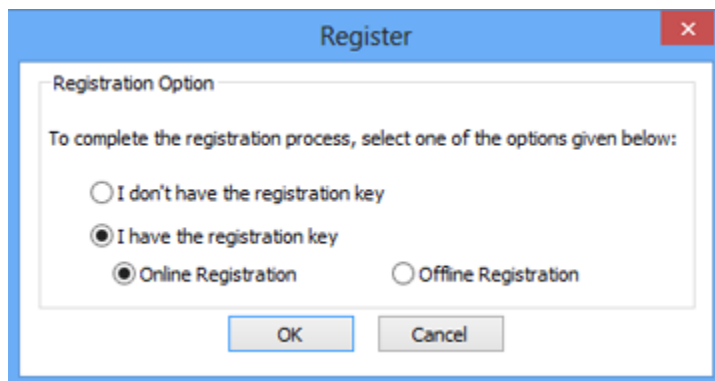 Register
Registration Option
To complete the registration process, select one of the options given below:
I don't have the registration key
I have the registration key
Online Registration Offline Registration
OK Cancel